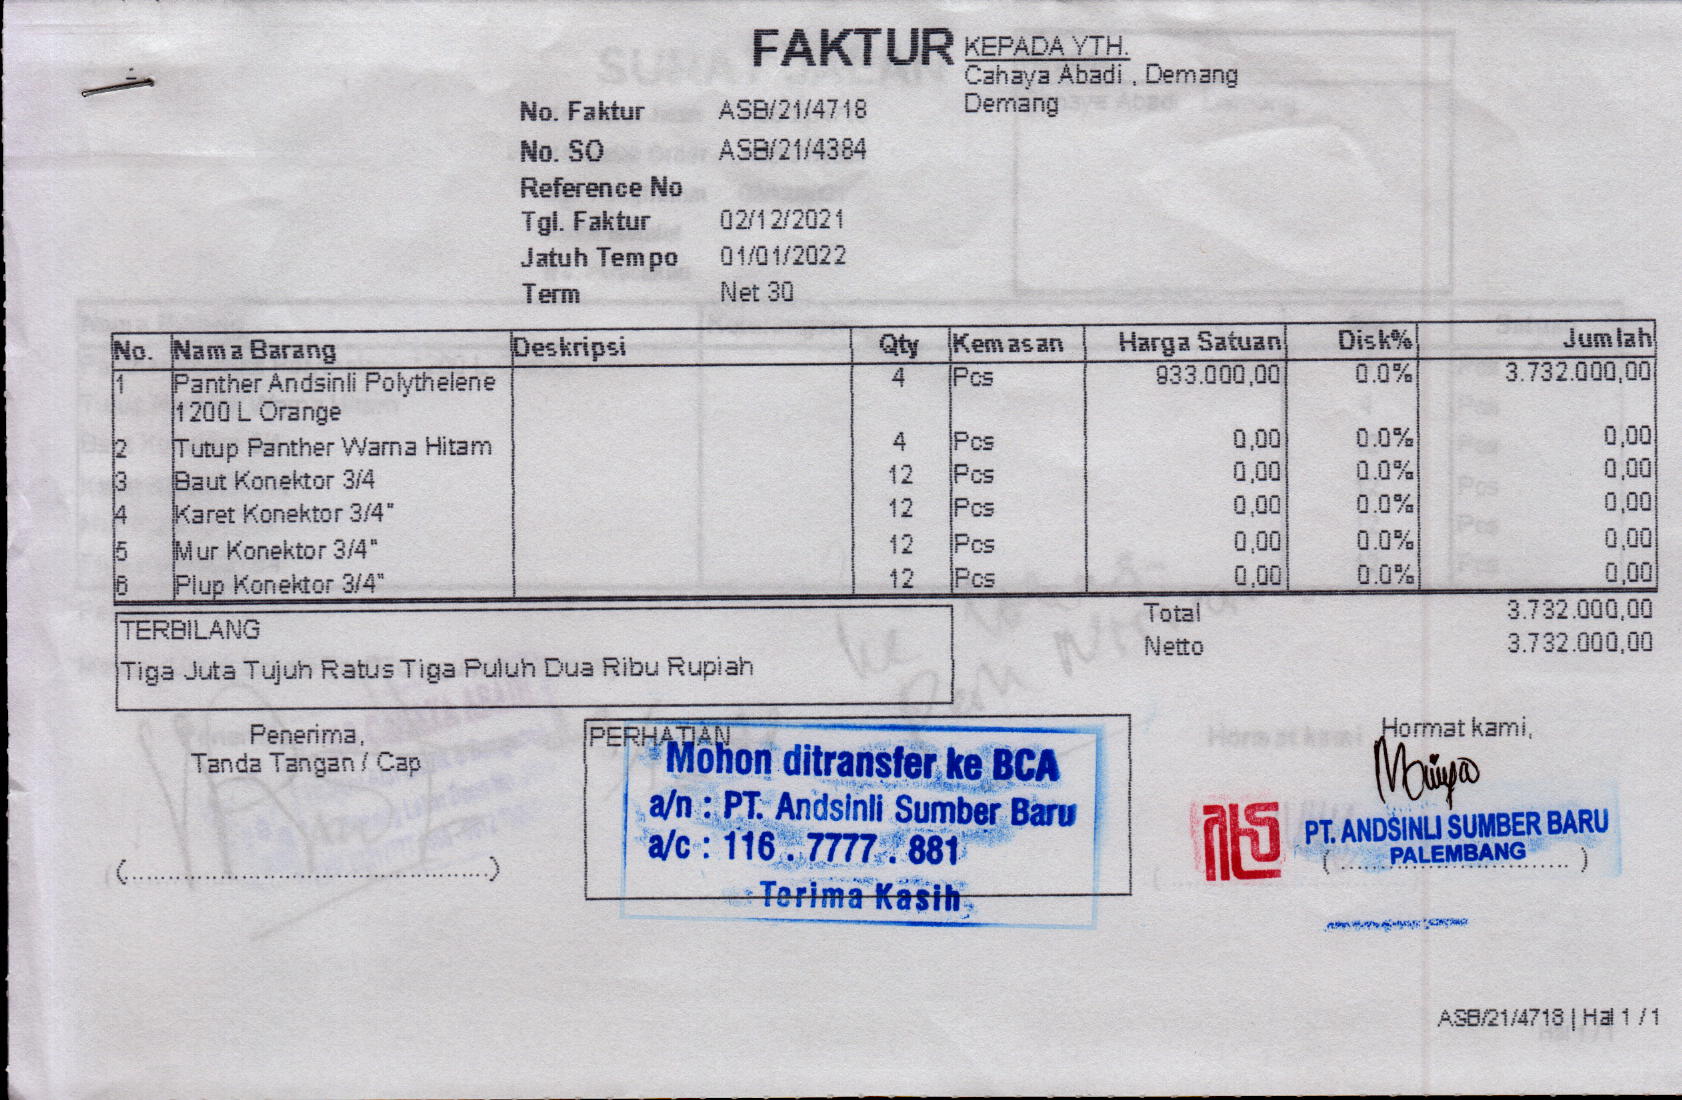 FAKTUR
KEPADA YTH.
Cahaya Abadi , Demang
Demang
No. Faktur ASB/21/4718
No. SO ASB/21/4384
Reference No
Tgl. Faktur 02/12/2021
Jatuh Tempo 01/01/2022
Term Net 30
No. Nama Barang Deskripsi Qty Kemasan Harga Satuan Disk% Jumlah
1 Panther Andsinli Polythelene 4 Pcs 933.000,00 0.0% 3.732.000,00
1200 L Orange
2 Tutup Panther Warna Hitam 4 Pcs 0,00 0.0% 0,00
3 Baut Konektor 3/4 12 Pcs 0,00 0.0% 0,00
4 Karet Konektor 3/4" 12 Pcs 0,00 0.0% 0,00
5 Mur Konektor 3/4" 12 Pcs 0,00 0.0% 0,00
6 Plup Konektor 3/4" 12 Pcs 0,00 0.0% 0,00
Total 3.732.000,00
Netto 3.732.000,00
TERBILANG
Tiga Juta Tujuh Ratus Tiga Puluh Dua Ribu Rupiah
Penerima,
Tanda Tangan / Cap
(..........................................)
PERHATIAN
Mohon ditransfer ke BCA
a/n : PT. Andsinli Sumber Baru
a/c : 116 . 7777 . 881
Terima Kasih
Hormat kami,
PT. ANDSINLI SUMBER BARU
PALEMBANG
(..............................)
ASB/21/4718 | Hal 1 / 1